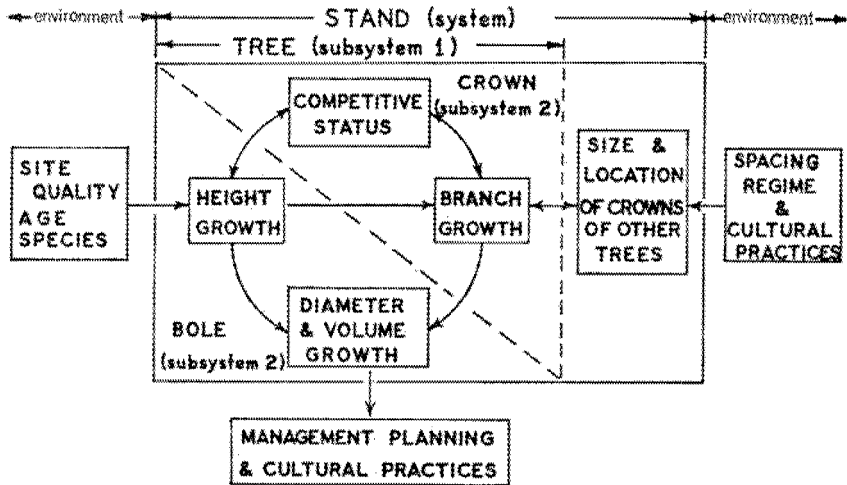 environment
STAND (system)
environment
TREE (subsystem 1)
COMPETITIVE
STATUS
CROWN
(subsystem 2)
SITE
QUALITY
AGE
SPECIES
HEIGHT
GROWTH
BRANCH
GROWTH
SIZE &
LOCATION
OF CROWNS
OF OTHER
TREES
SPACING
REGIME
&
CULTURAL
PRACTICES
BOLE
(subsystem 2)
DIAMETER
& VOLUME
GROWTH
MANAGEMENT PLANNING
& CULTURAL PRACTICES